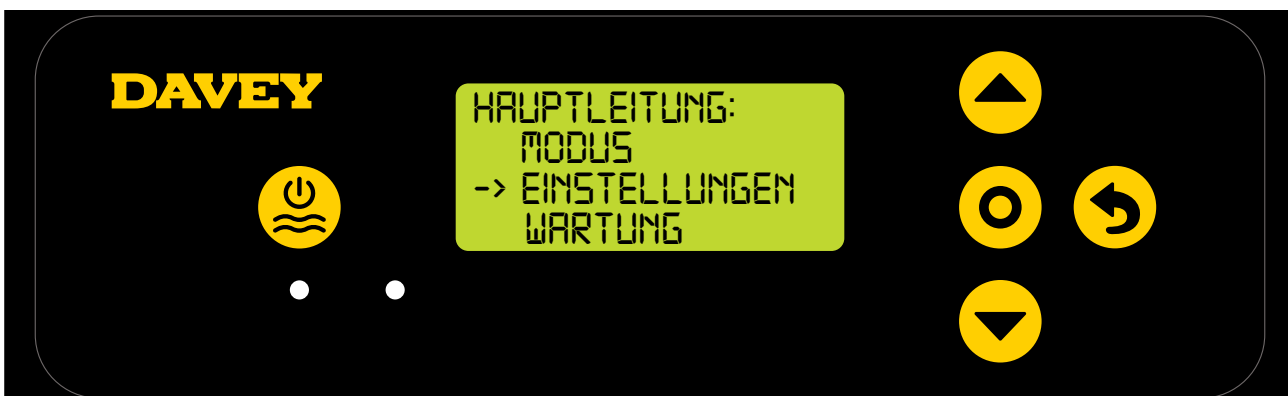 DAVEY
HAUPTLEITUNG:
MODUS
-> EINSTELLUNGEN
WARTUNG